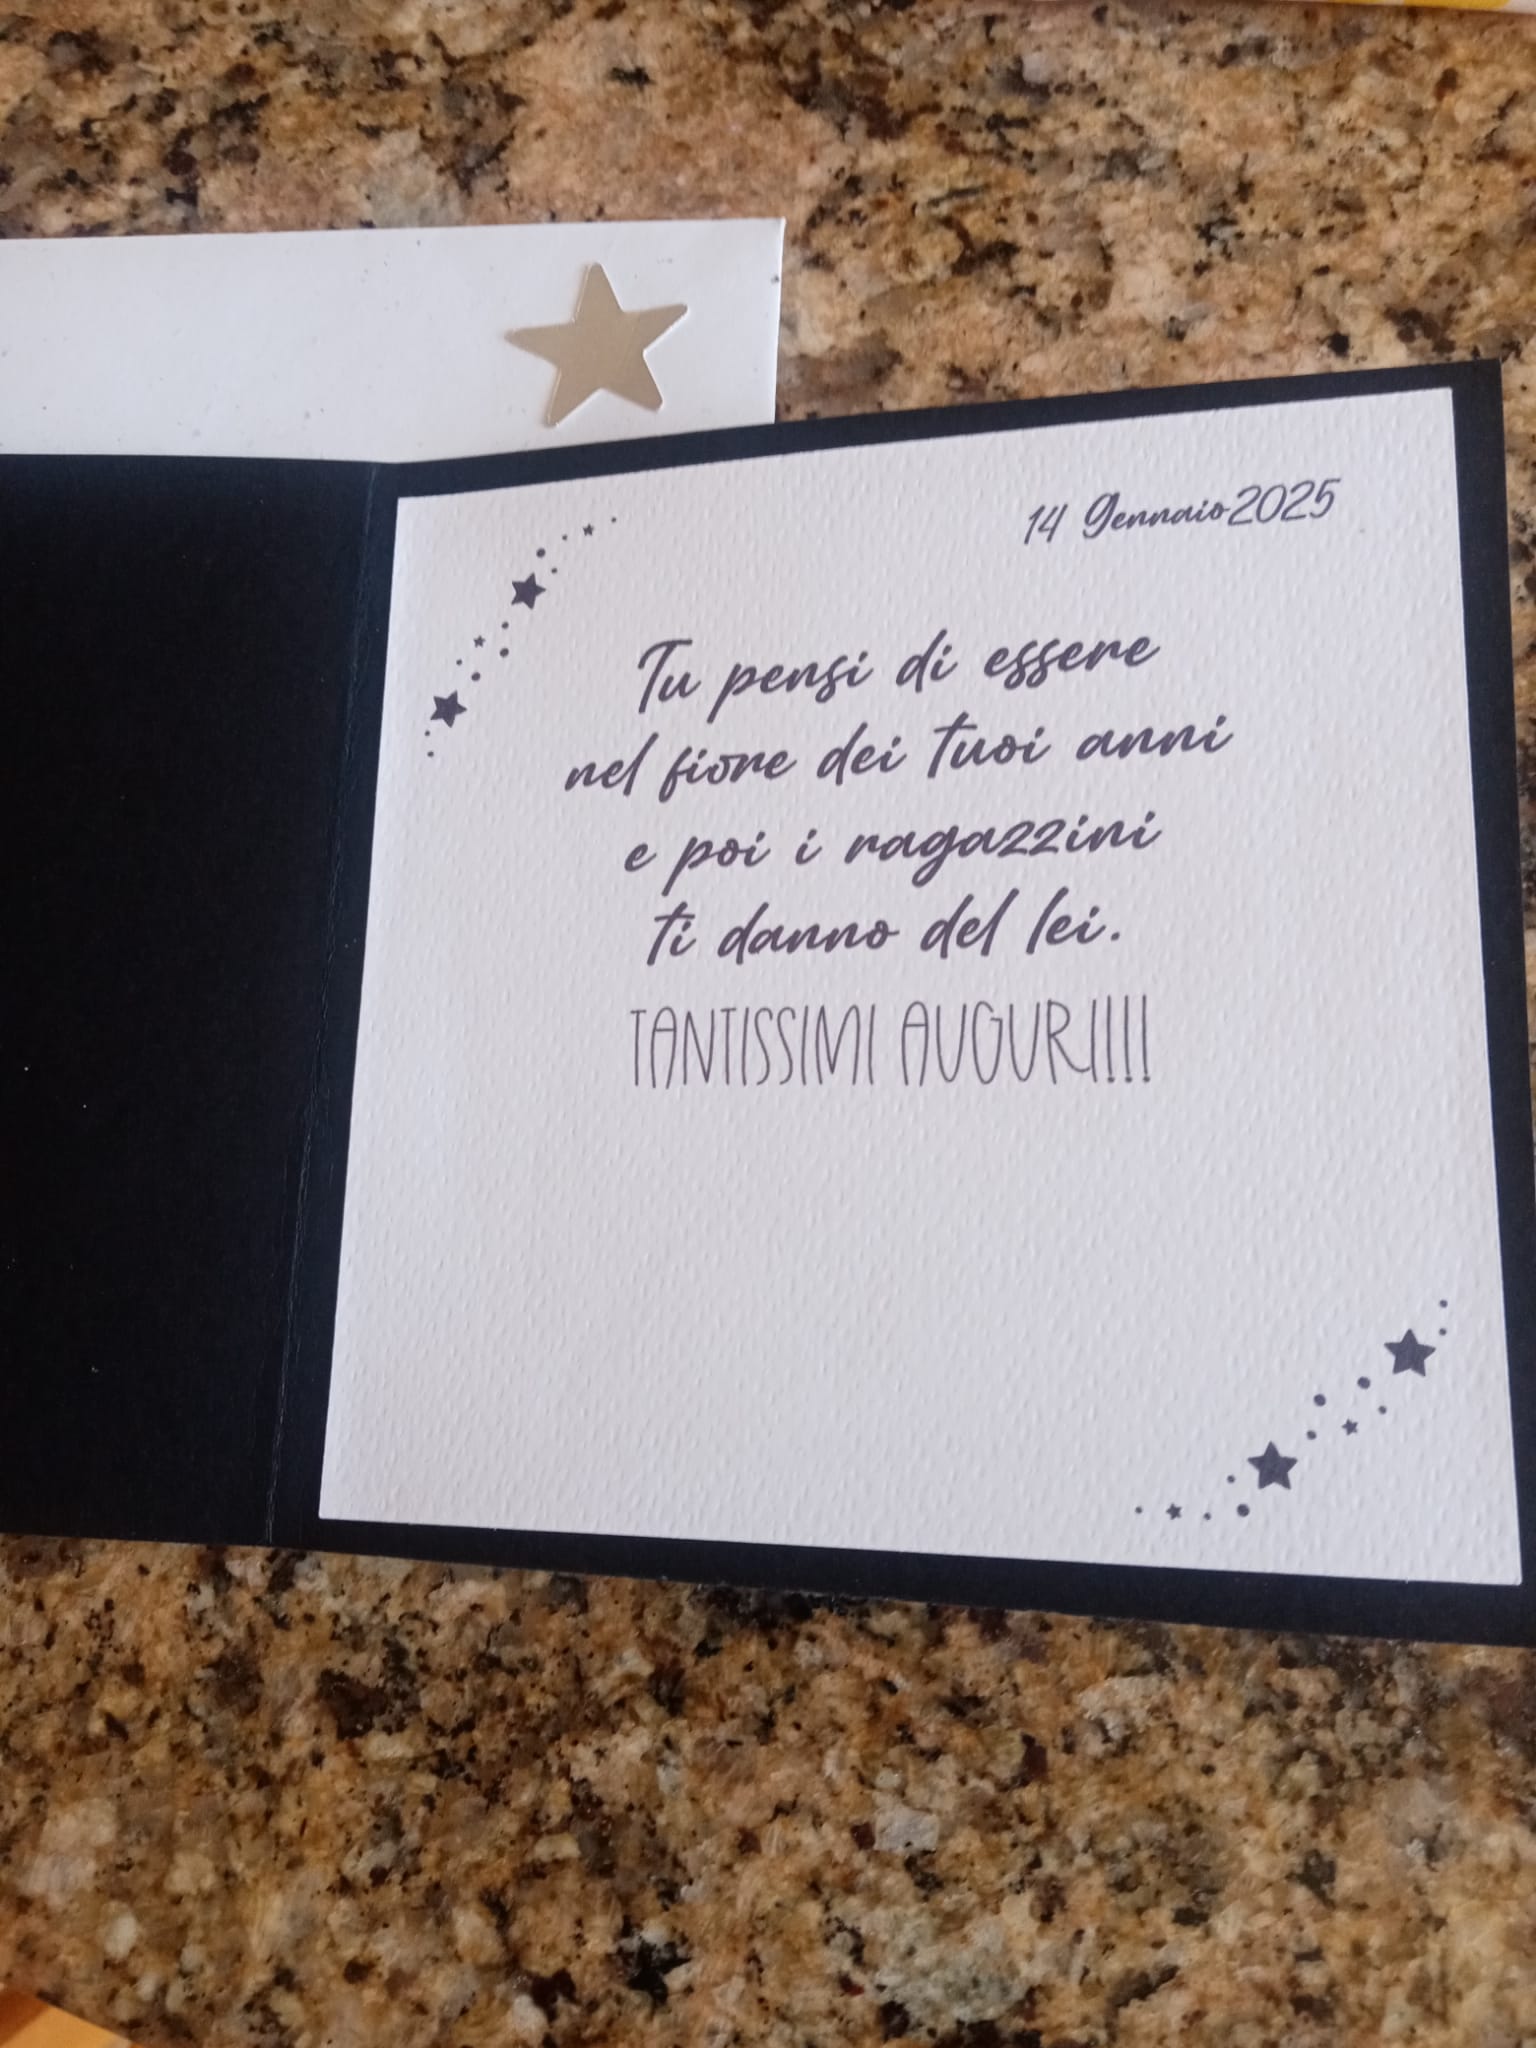 14 Gennaio 2025
Tu pensi di essere
nel fiore dei tuoi anni
e poi i ragazzini
ti danno del lei.
TANTISSIMI AUGURI!!!